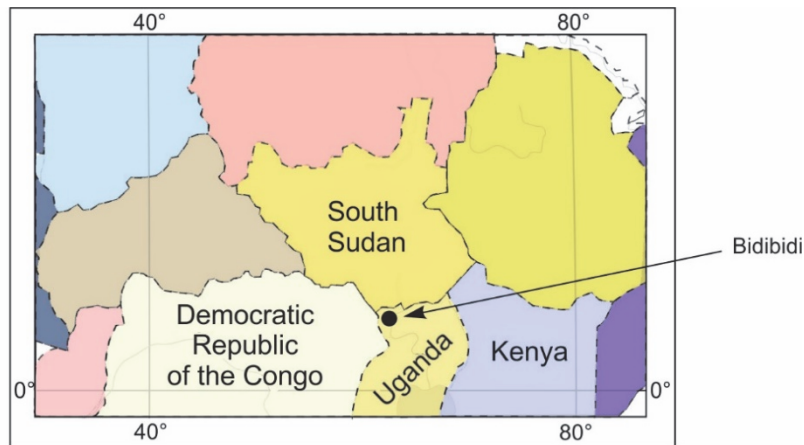 40°
80°
South
Sudan
Bidibidi
Democratic
Republic
of the Congo
Uganda
Kenya
0°
0°
40°
80°